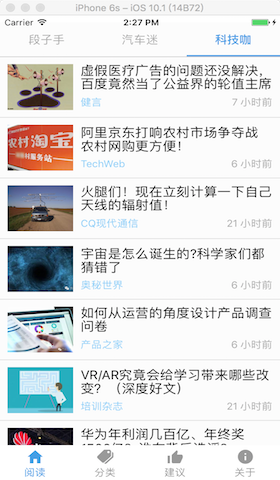 iPhone 6s – iOS 10.1 (14B72)
Carrier 2:27 PM
段子手 汽车迷 科技咖
虚假医疗广告的问题还没解决，
百度竟然当了公益界的轮值主席
健言 7 小时前
农村淘宝
村服务站
阿里京东打响农村市场争夺战
农村网购更方便！
TechWeb 6 小时前
火腿们！现在立刻计算一下自己
天线的辐射值！
CQ现代通信 21 小时前
宇宙是怎么诞生的?科学家们都
猜错了
奥秘世界 6 小时前
如何从运营的角度设计产品调查
问卷
产品之家 6 小时前
VR/AR究竟会给学习带来哪些改
变？（深度好文）
培训杂志 21 小时前
华为年利润几百亿、年终奖
阅读 分类 建议 关于